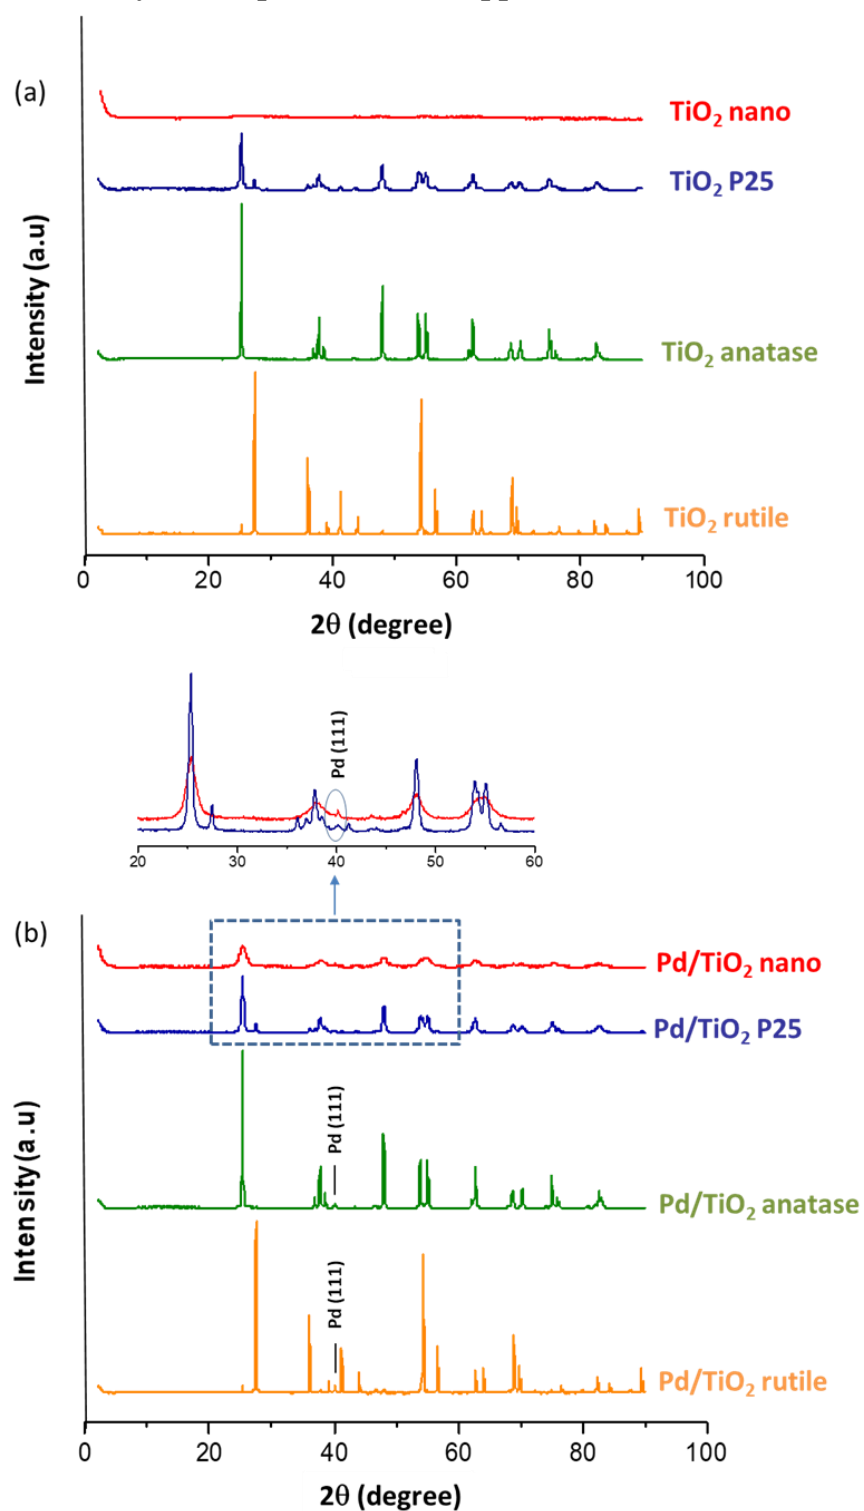 (a)
TiO₂ nano
TiO₂ P25
TiO₂ anatase
TiO₂ rutile
Intensity (a.u)
0 20 40 60 80 100
2θ (degree)
Pd (111)
20 30 40 50 60
(b)
Pd/TiO₂ nano
Pd/TiO₂ P25
Pd (111)
Pd/TiO₂ anatase
Pd (111)
Pd/TiO₂ rutile
Intensity(a.u)
0 20 40 60 80 100
2θ (degree)